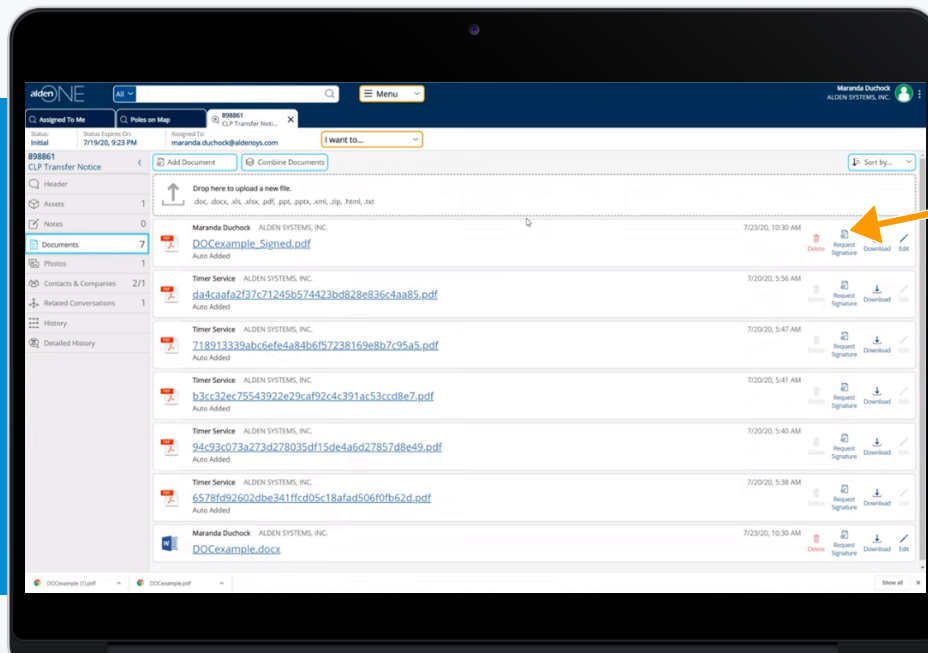 alden ONE
All
Menu
Maranda Duchock
ALDEN SYSTEMS, INC.
Assigned To Me
Poles on Map
898861
CLP Transfer Noti...
Status:
Initial
Status Expires On:
7/19/20, 9:23 PM
Assigned To:
maranda.duchock@aldensys.com
I want to...
898861
CLP Transfer Notice
Header
Assets 1
Notes 0
Documents 7
Photos 1
Contacts & Companies 2/1
Related Conversations 1
History
Detailed History
Add Document
Combine Documents
Sort by...
Drop here to upload a new file.
.doc, .docx, .xls, .xlsx, .pdf, .ppt, .pptx, .xml, .zip, .html, .txt
Maranda Duchock ALDEN SYSTEMS, INC. 7/23/20, 10:30 AM
PDF
DOCexample_Signed.pdf
Auto Added
Delete Request Signature Download Edit
Timer Service ALDEN SYSTEMS, INC. 7/20/20, 5:56 AM
PDF
da4caafa2f37c71245b574423bd828e836c4aa85.pdf
Auto Added
Delete Request Signature Download Edit
Timer Service ALDEN SYSTEMS, INC. 7/20/20, 5:47 AM
PDF
718913339abc6efe4a84b6f57238169e8b7c95a5.pdf
Auto Added
Delete Request Signature Download Edit
Timer Service ALDEN SYSTEMS, INC. 7/20/20, 5:41 AM
PDF
b3cc32ec75543922e29caf92c4c391ac53ccd8e7.pdf
Auto Added
Delete Request Signature Download Edit
Timer Service ALDEN SYSTEMS, INC. 7/20/20, 5:40 AM
PDF
94c93c073a273d278035df15de4a6d27857d8e49.pdf
Auto Added
Delete Request Signature Download Edit
Timer Service ALDEN SYSTEMS, INC. 7/20/20, 5:38 AM
PDF
6578fd92602dbe341ffcd05c18afad506f0fb62d.pdf
Auto Added
Delete Request Signature Download Edit
Maranda Duchock ALDEN SYSTEMS, INC. 7/23/20, 10:30 AM
W
DOCexample.docx
Delete Request Signature Download Edit
DOCexample (1).pdf
DOCexample.pdf
Show all